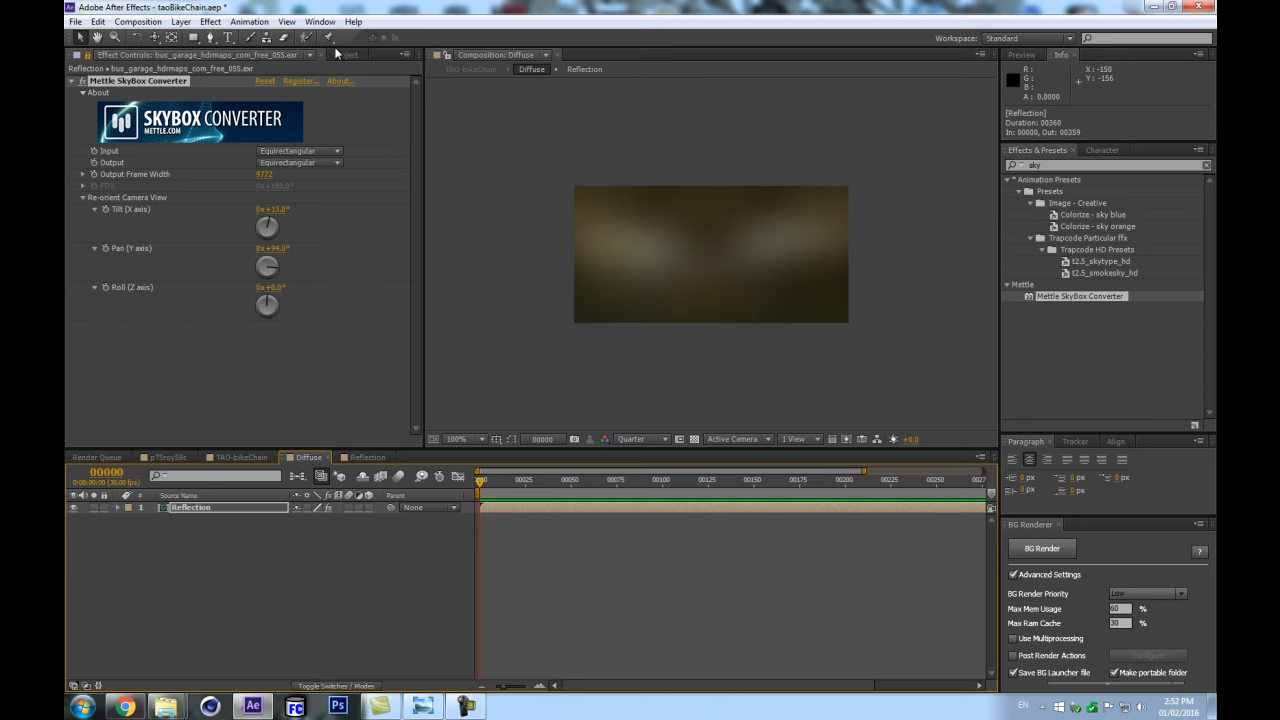 Adobe After Effects - taoBikeChain.aep *
File Edit Composition Layer Effect Animation View Window Help
Workspace: Standard
Effect Controls: bus_garage_hdrmaps_com_free_055.exr
Reflection • bus_garage_hdrmaps_com_free_055.exr
Mettle SkyBox Converter Reset Register... About...
About
SKYBOX CONVERTER
METTLE.COM
Input Equirectangular
Output Equirectangular
Output Frame Width 9772
FOV 0x +180.0°
Re-orient Camera View
Tilt (X axis) 0x +13.0°
Pan (Y axis) 0x +94.0°
Roll (Z axis) 0x +0.0°
Composition: Diffuse
TAO-bikeChain Diffuse Reflection
100% 00000 Quarter Active Camera 1 View +0.0
Preview Info
R :
G :
B :
A : 0.0000
X : -150
Y : -156
[Reflection]
Duration: 00360
In: 00000, Out: 00359
Effects & Presets Character
sky
* Animation Presets
Presets
Image - Creative
Colorize - sky blue
Colorize - sky orange
Trapcode Particular ffx
Trapcode HD Presets
t2.5_skytype_hd
t2.5_smokesky_hd
Mettle
Mettle SkyBox Converter
Paragraph Tracker Align
0 px 0 px 0 px
0 px 0 px
BG Renderer
BG Render ?
Advanced Settings
BG Render Priority Low
Max Mem Usage 60 %
Max Ram Cache 30 %
Use Multiprocessing
Post Render Actions
Save BG Launcher file Make portable folder
Render Queue pTSroy58c TAO-bikeChain Diffuse Reflection
00000
0:00:00:00 (30.00 fps)
# Source Name Parent
1 Reflection None
00025 00050 00075 00100 00125 00150 00175 00200 00225 00250
Toggle Switches / Modes
Ae FC Ps
EN
2:52 PM
01/02/2016